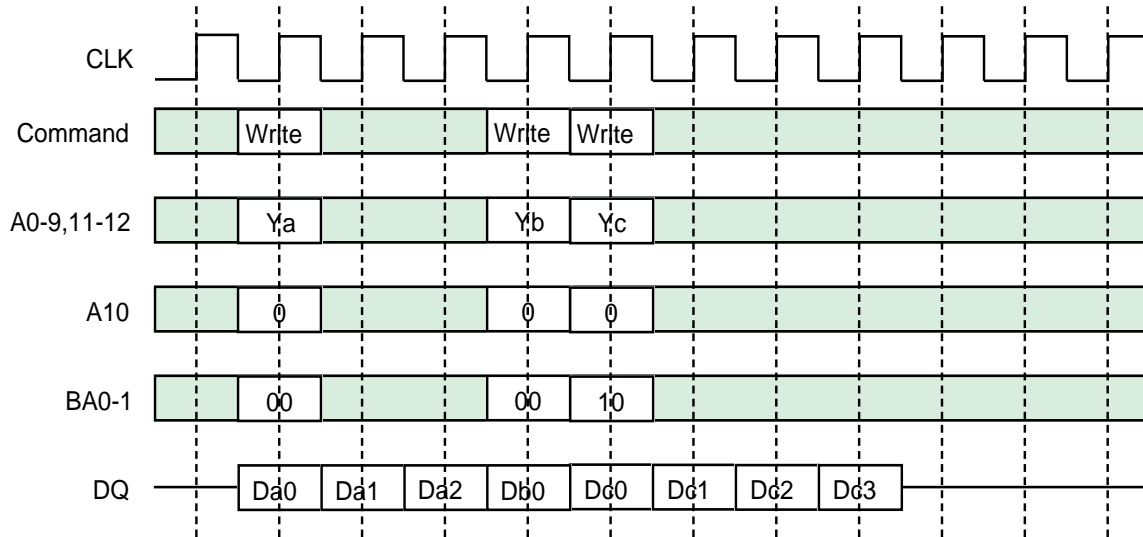 CLK
Command Write Write Write
A0-9,11-12 Ya Yb Yc
A10 0 0 0
BA0-1 00 00 10
DQ Da0 Da1 Da2 Db0 Dc0 Dc1 Dc2 Dc3